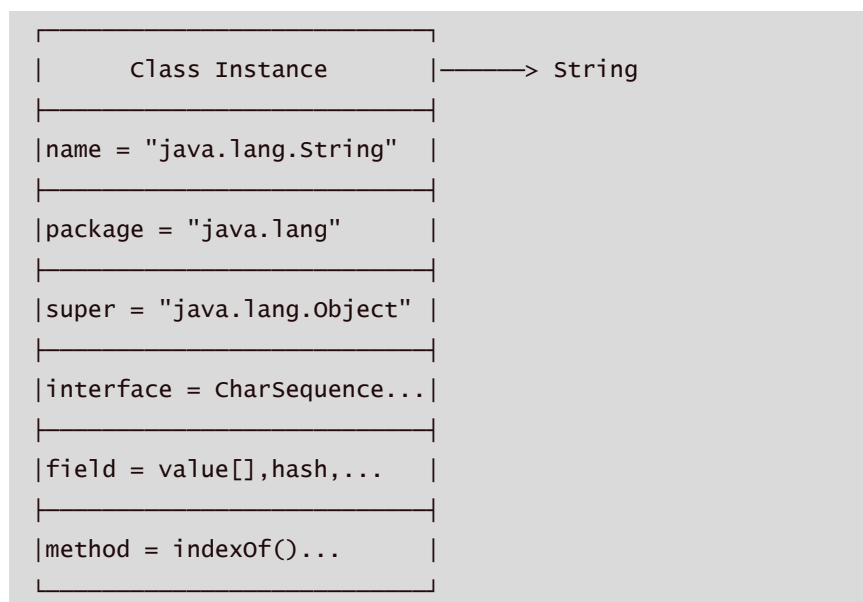 ┌───────────────────────────┐
│      Class Instance       │──────> String
├───────────────────────────┤
│name = "java.lang.String"  │
├───────────────────────────┤
│package = "java.lang"      │
├───────────────────────────┤
│super = "java.lang.Object" │
├───────────────────────────┤
│interface = CharSequence...│
├───────────────────────────┤
│field = value[],hash,...   │
├───────────────────────────┤
│method = indexOf()...      │
└───────────────────────────┘